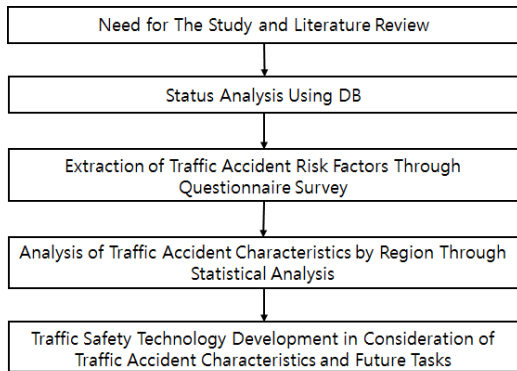 Need for The Study and Literature Review
Status Analysis Using DB
Extraction of Traffic Accident Risk Factors Through
Questionnaire Survey
Analysis of Traffic Accident Characteristics by Region Through
Statistical Analysis
Traffic Safety Technology Development in Consideration of
Traffic Accident Characteristics and Future Tasks